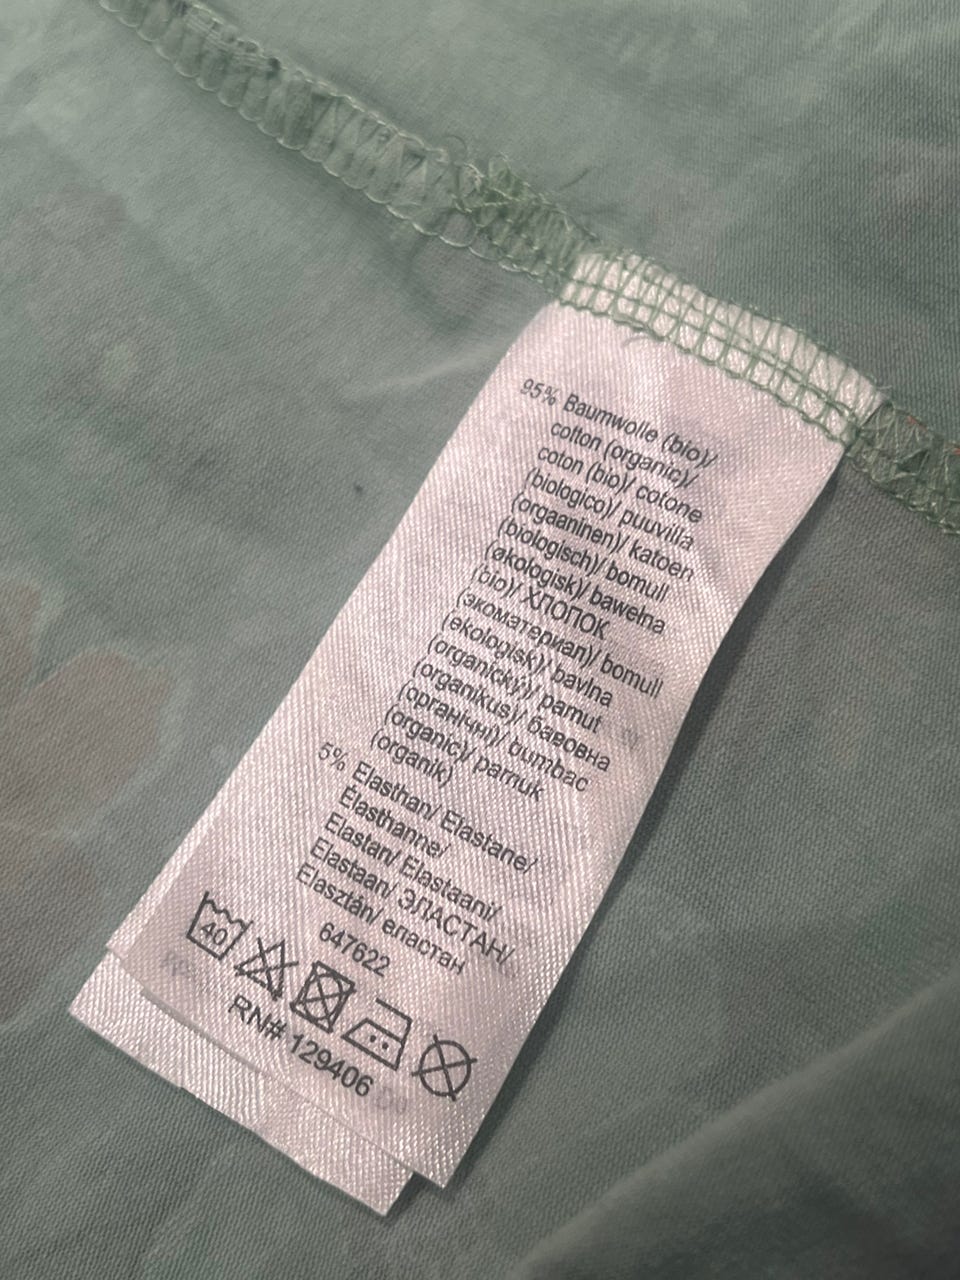 95% Baumwolle (bio)/
cotton (organic)/
coton (bio)/ cotone
(biologico)/ puuvilla
(orgaaninen)/ katoen
(biologisch)/ bomull
(økologisk)/ bawełna
(bio)/ ХЛОПОК
(экоматериал)/ bomull
(ekologisk)/ bavlna
(organický)/ pamut
(organikus)/ бавовна
(органічні)/ bumbac
(organic)/ pamuk
(organik)
5% Elasthan/ Elastane/
Élasthanne/
Elastan/ Elastaani/
Elastaan/ ЭЛАСТАН/
Elasztán/ еластан
647622
40
RN# 129406